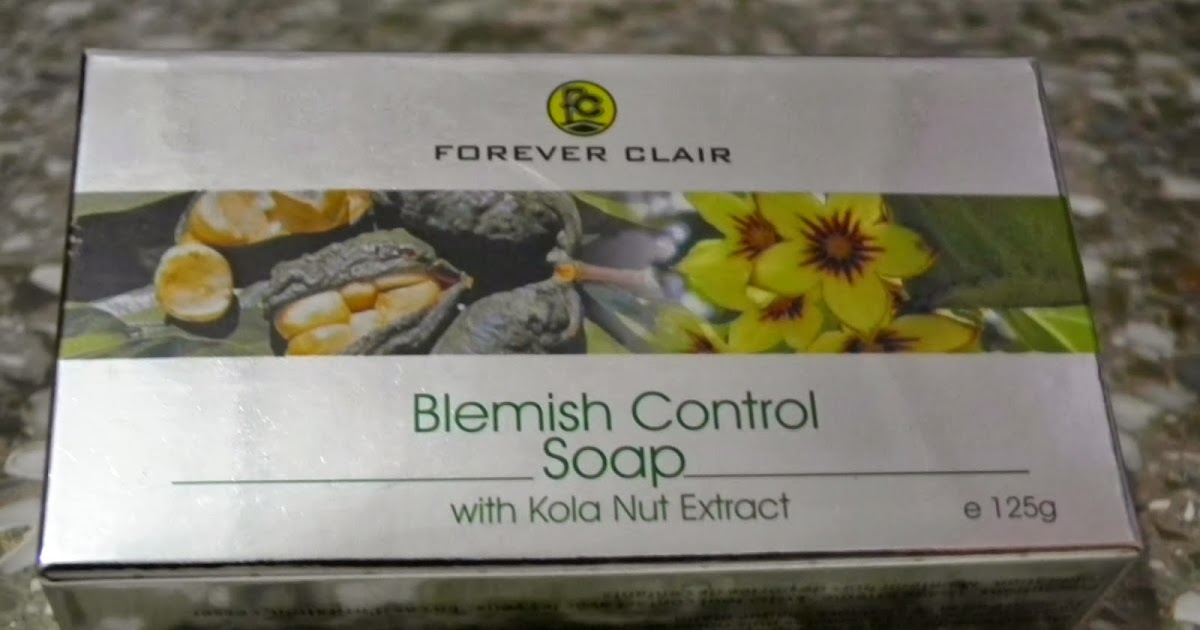 FC
FOREVER CLAIR
Blemish Control
Soap
with Kola Nut Extract
e 125g